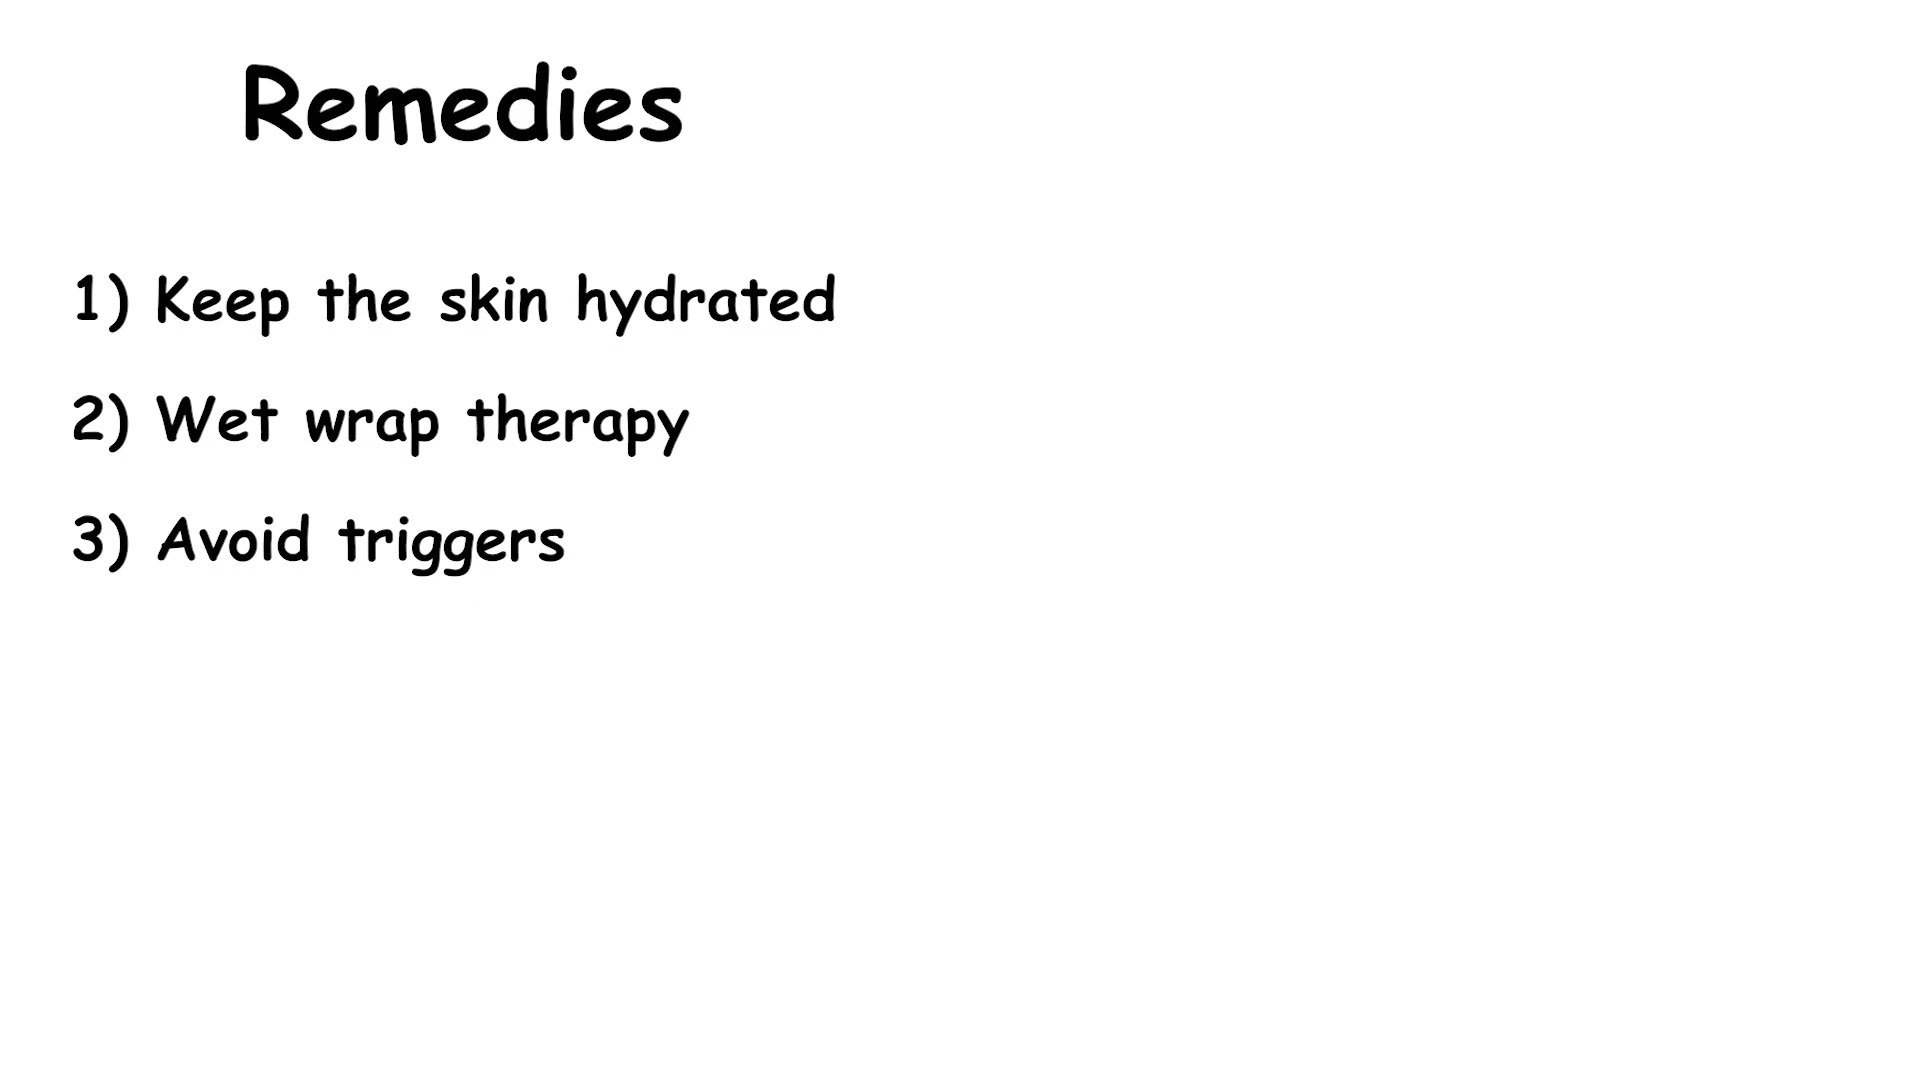 Remedies
1) Keep the skin hydrated
2) Wet wrap therapy
3) Avoid triggers